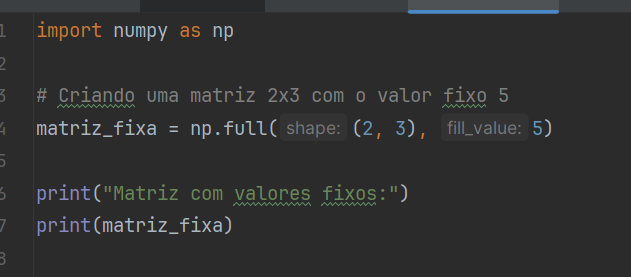 1 import numpy as np
2
3 # Criando uma matriz 2x3 com o valor fixo 5
4 matriz_fixa = np.full( shape: (2, 3), fill_value: 5)
5
6 print("Matriz com valores fixos:")
7 print(matriz_fixa)
8